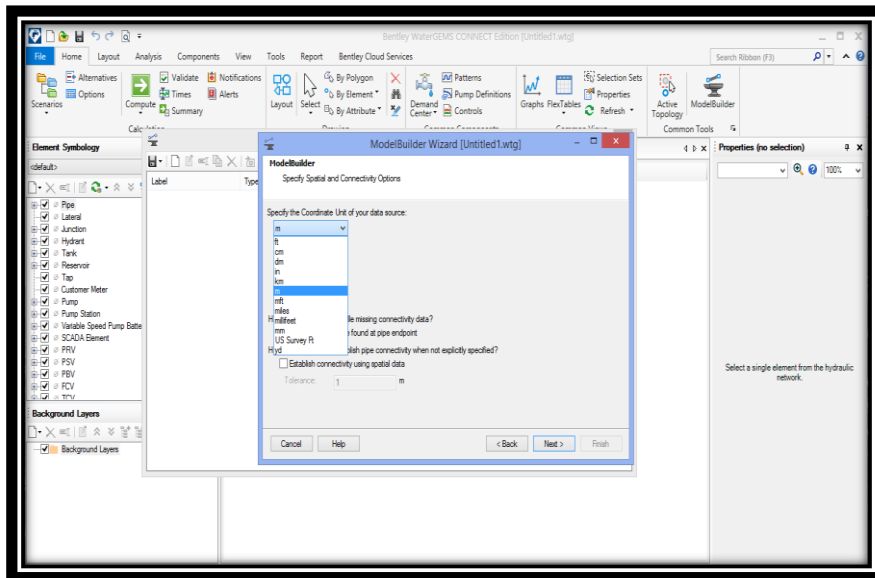 Bentley WaterGEMS CONNECT Edition [Untitled1.wtg]
File Home Layout Analysis Components View Tools Report Bentley Cloud Services
Search Ribbon (F3)
Scenarios
Alternatives
Options
Compute
Validate
Times
Summary
Notifications
Alerts
Layout
Select
By Polygon
By Element
By Attribute
Demand Center
Patterns
Pump Definitions
Controls
Graphs
FlexTables
Selection Sets
Properties
Refresh
Active Topology
ModelBuilder
Common Tools
Element Symbology
<default>
Pipe
Lateral
Junction
Hydrant
Tank
Reservoir
Tap
Customer Meter
Pump
Pump Station
Variable Speed Pump Batte
SCADA Element
PRV
PSV
PBV
FCV
TCV
Background Layers
Background Layers
Label Type
ModelBuilder Wizard [Untitled1.wtg]
ModelBuilder
Specify Spatial and Connectivity Options
Specify the Coordinate Unit of your data source:
m
ft
cm
dm
in
km
m
mft
miles
millifeet
mm
US Survey Ft
yd
le missing connectivity data?
found at pipe endpoint
blish pipe connectivity when not explicitly specified?
Establish connectivity using spatial data
Tolerance: 1 m
Cancel Help < Back Next > Finish
Properties (no selection)
100%
Select a single element from the hydraulic
network.